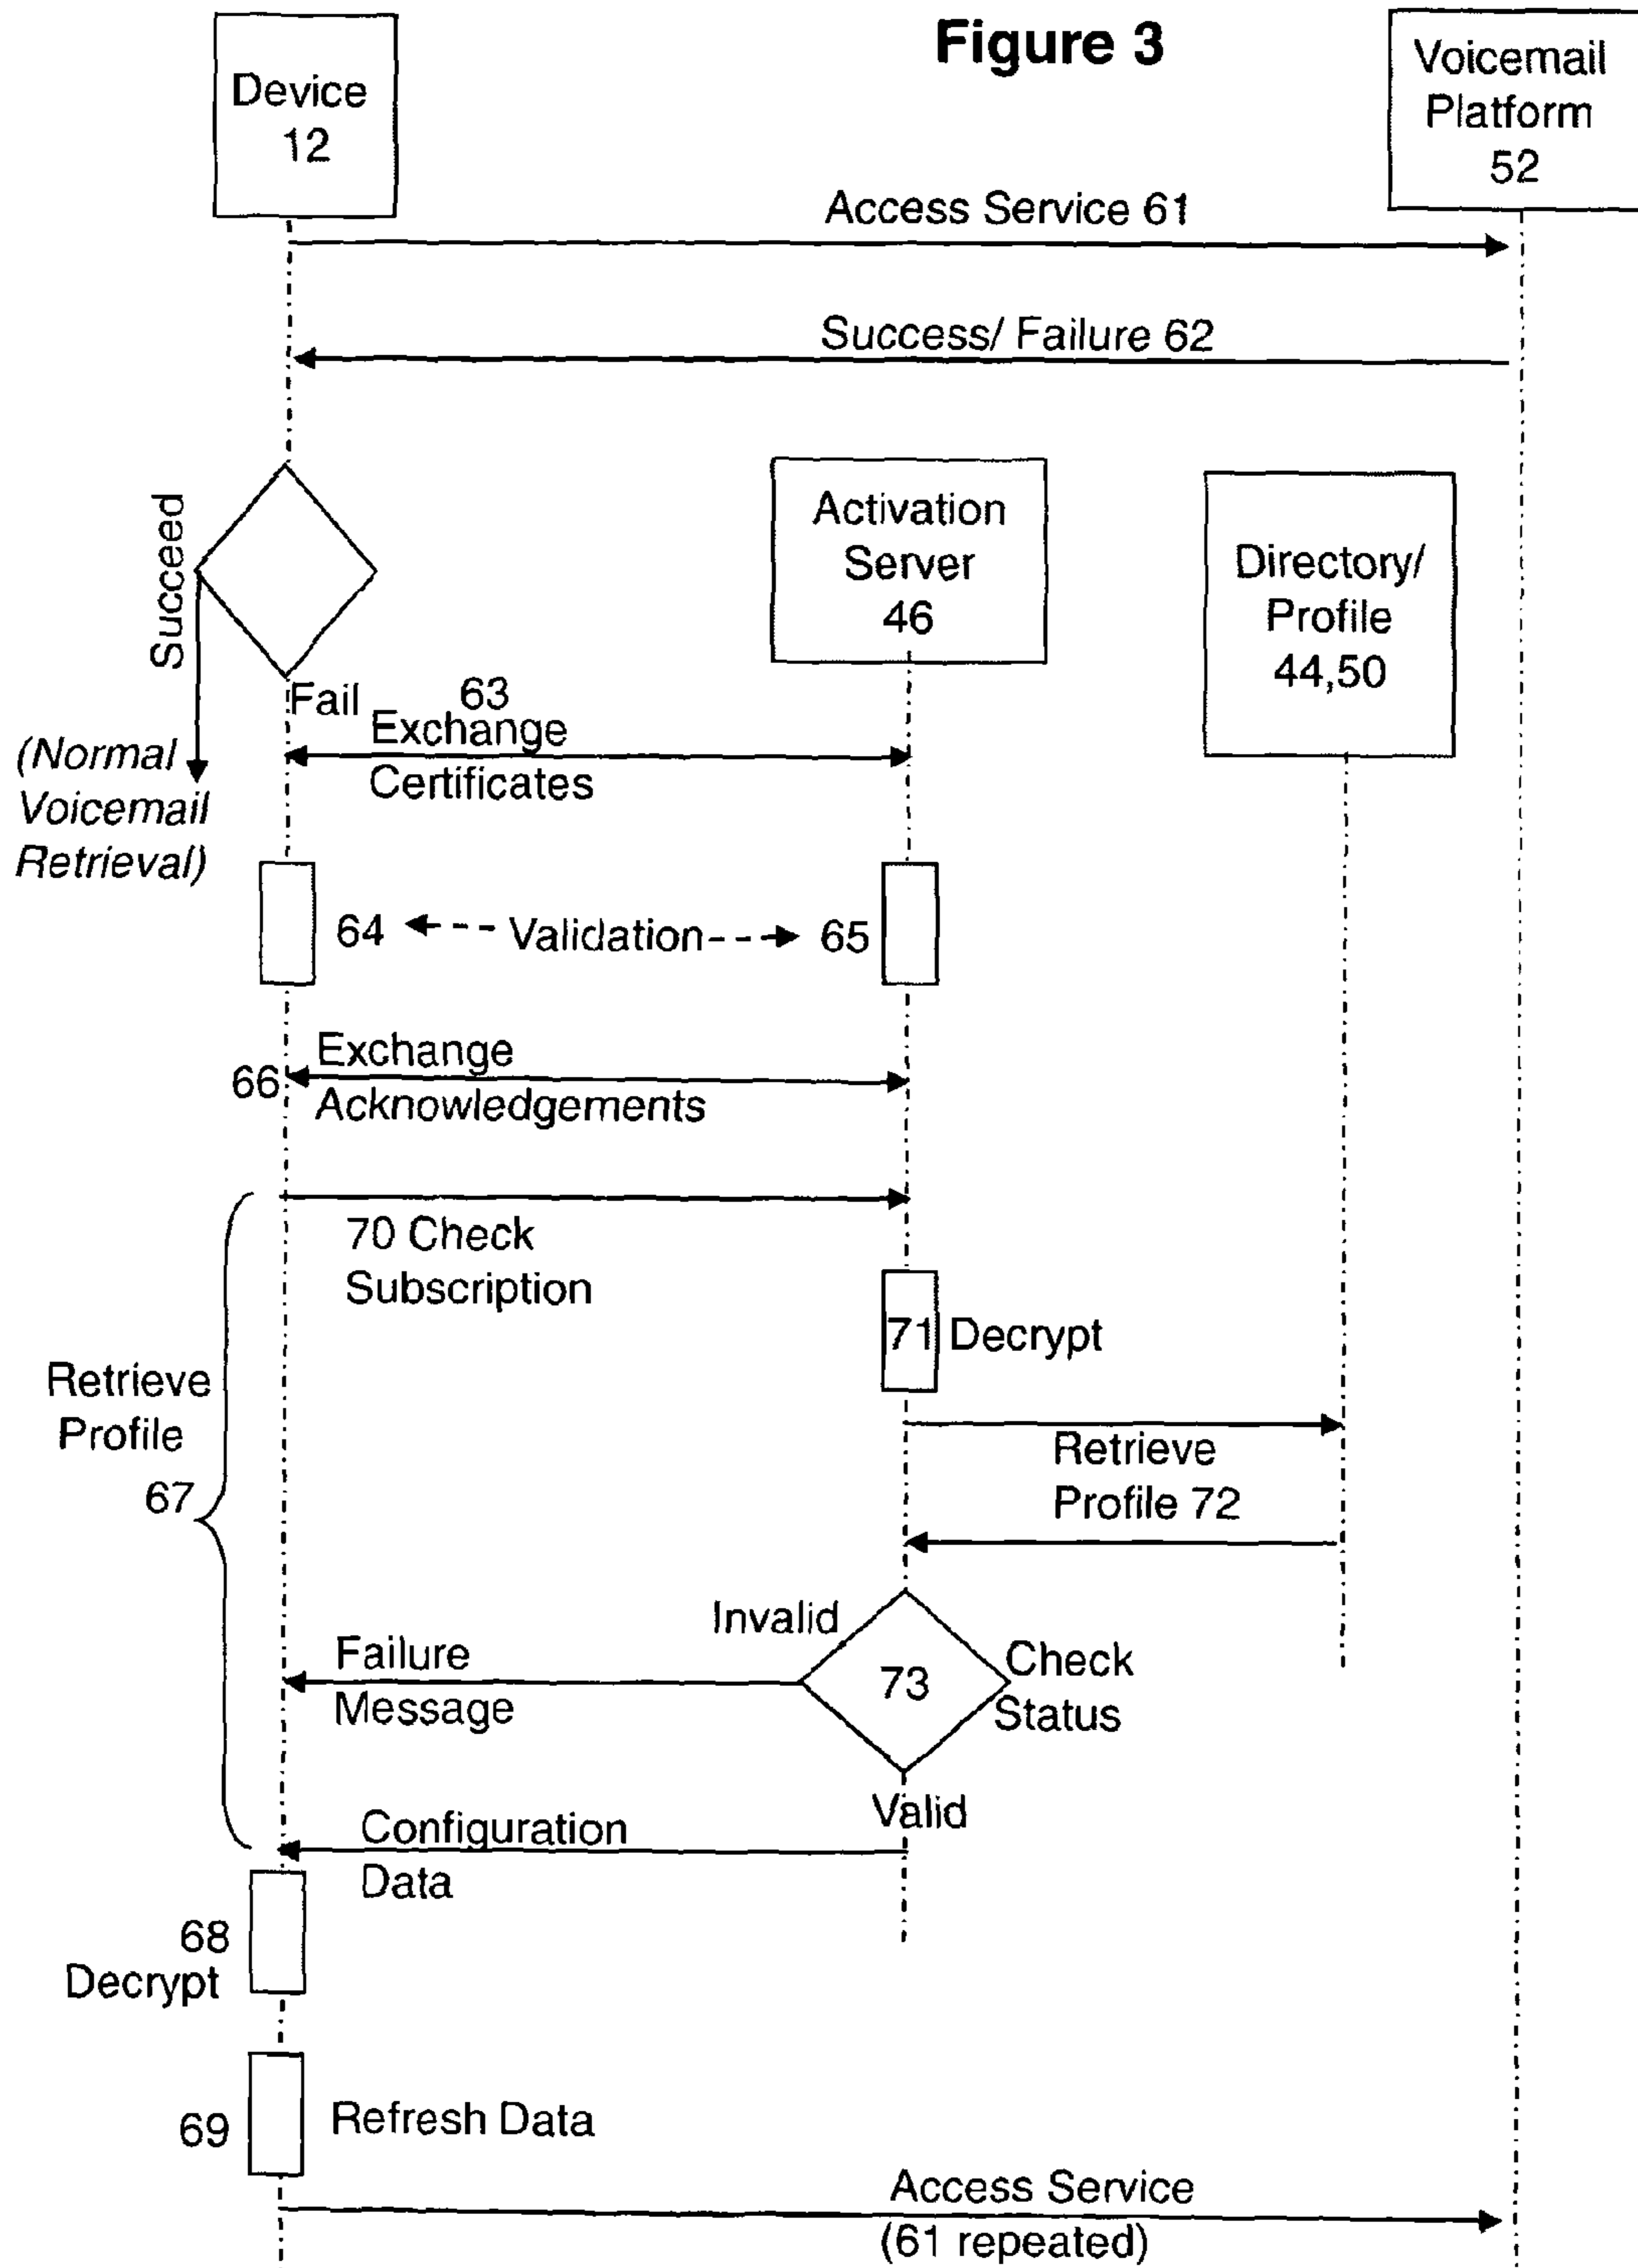 Figure 3
Device
12
Voicemail
Platform
52
Access Service 61
Success/ Failure 62
Succeed
Activation
Server
46
Directory/
Profile
44,50
Fail
63
Exchange
Certificates
(Normal
Voicemail
Retrieval)
64
Validation
65
66
Exchange
Acknowledgements
70 Check
Subscription
71
Decrypt
Retrieve
Profile
67
Retrieve
Profile 72
Invalid
73
Check
Status
Failure
Message
Valid
Configuration
Data
68
Decrypt
69
Refresh Data
Access Service
(61 repeated)